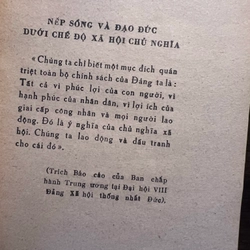 NẾP SỐNG VÀ ĐẠO ĐỨC
DƯỚI CHẾ ĐỘ XÃ HỘI CHỦ NGHĨA
« Chúng ta chỉ biết một mục đích quán
triệt toàn bộ chính sách của Đảng ta là:
Tất cả vì phúc lợi của con người, vì
hạnh phúc của nhân dân, vì lợi ích của
giai cấp công nhân và mọi người lao
động. Đó là ý nghĩa của chủ nghĩa xã
hội. Chúng ta lao động và đấu tranh
cho cái đó ».
(Trích Báo cáo của Ban chấp
hành Trung ương tại Đại hội VIII
Đảng Xã hội thống nhất Đức).